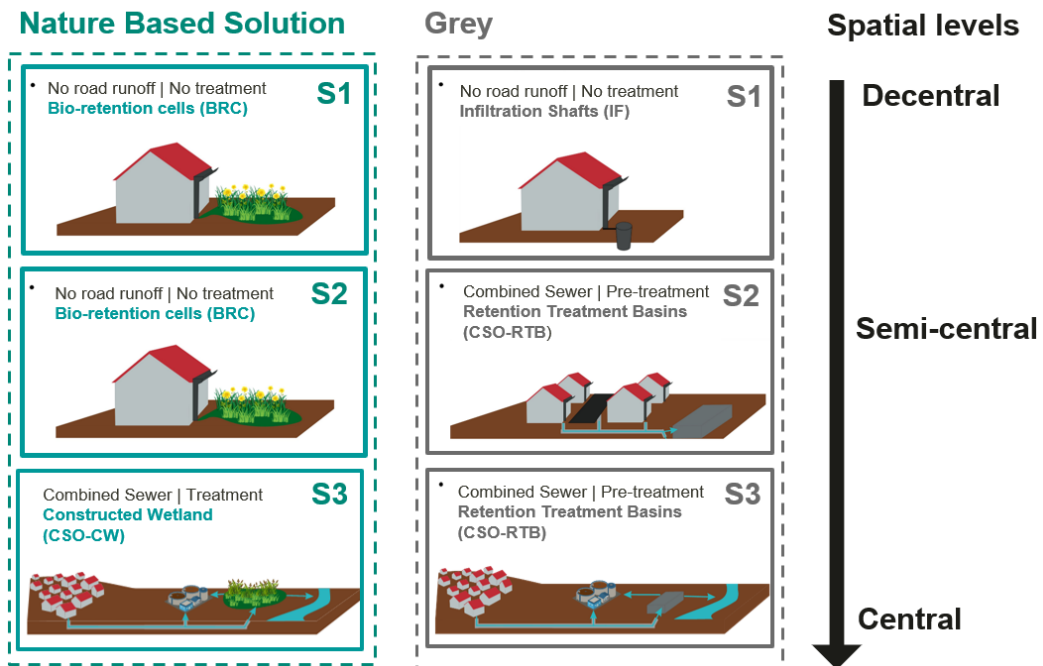 Nature Based Solution
Grey
Spatial levels
• No road runoff | No treatment
Bio-retention cells (BRC)
S1
• No road runoff | No treatment
Infiltration Shafts (IF)
S1
Decentral
• No road runoff | No treatment
Bio-retention cells (BRC)
S2
• Combined Sewer | Pre-treatment
Retention Treatment Basins
(CSO-RTB)
S2
Semi-central
Combined Sewer | Treatment
Constructed Wetland
(CSO-CW)
S3
• Combined Sewer | Pre-treatment
Retention Treatment Basins
(CSO-RTB)
S3
Central